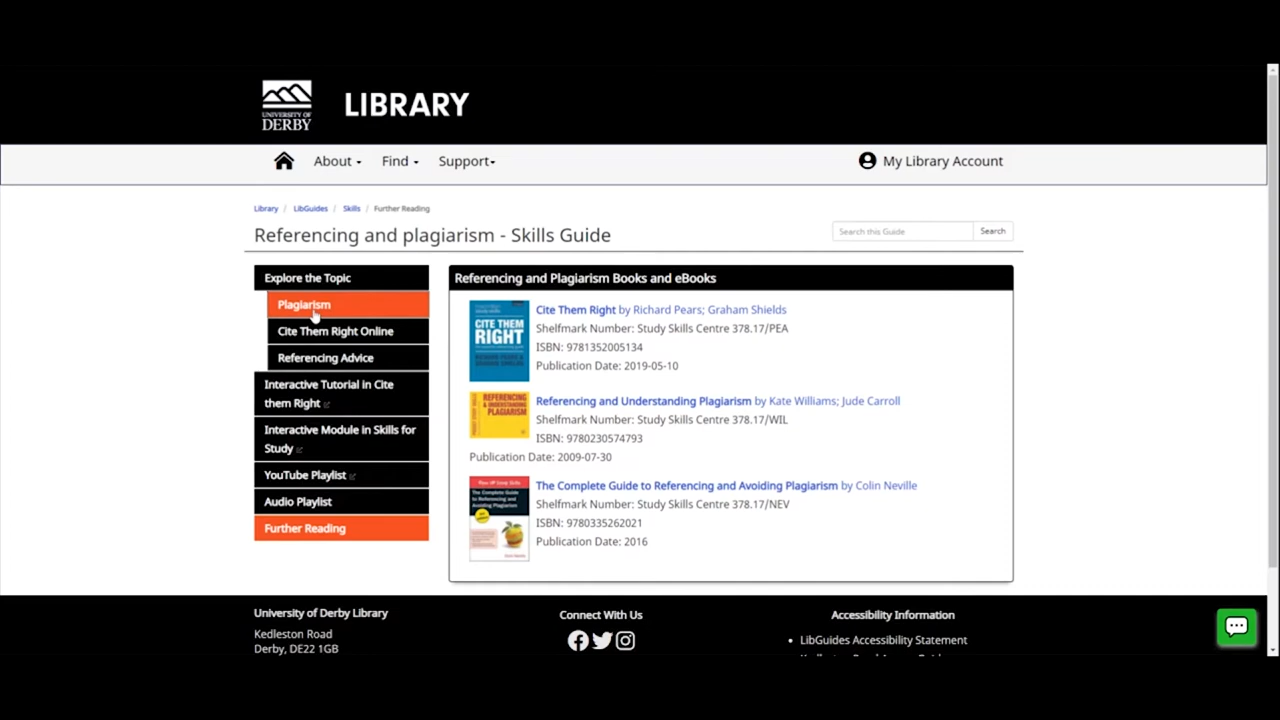 UNIVERSITY OF
DERBY
LIBRARY
About
Find
Support
My Library Account
Library / LibGuides / Skills / Further Reading
Referencing and plagiarism - Skills Guide
Search this Guide
Search
Explore the Topic
Plagiarism
Cite Them Right Online
Referencing Advice
Interactive Tutorial in Cite
them Right
Interactive Module in Skills for
Study
YouTube Playlist
Audio Playlist
Further Reading
Referencing and Plagiarism Books and eBooks
CITE
THEM
RIGHT
Cite Them Right by Richard Pears; Graham Shields
Shelfmark Number: Study Skills Centre 378.17/PEA
ISBN: 9781352005134
Publication Date: 2019-05-10
REFERENCING
& UNDERSTANDING
PLAGIARISM
Referencing and Understanding Plagiarism by Kate Williams; Jude Carroll
Shelfmark Number: Study Skills Centre 378.17/WIL
ISBN: 9780230574793
Publication Date: 2009-07-30
The Complete Guide
to Referencing and
Avoiding Plagiarism
The Complete Guide to Referencing and Avoiding Plagiarism by Colin Neville
Shelfmark Number: Study Skills Centre 378.17/NEV
ISBN: 9780335262021
Publication Date: 2016
University of Derby Library
Kedleston Road
Derby, DE22 1GB
Connect With Us
Accessibility Information
LibGuides Accessibility Statement